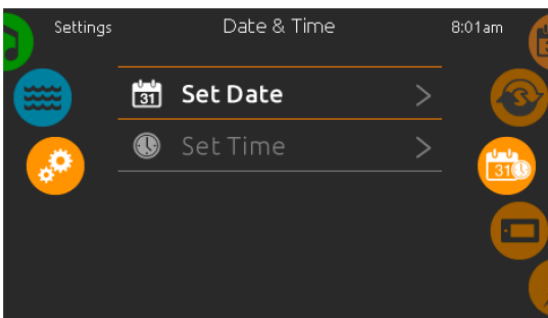 Settings
Date & Time
8:01am
31
Set Date
Set Time
S
31